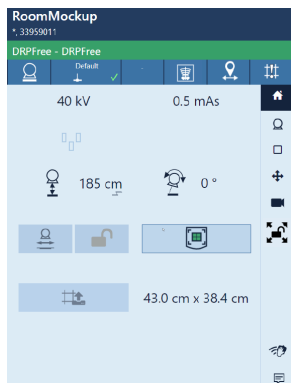 RoomMockup
*, 33959011
DRPFree - DRPFree
Default
40 kV 0.5 mAs
185 cm 0 °
43.0 cm x 38.4 cm